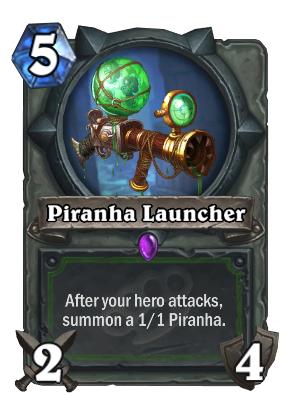 5
Piranha Launcher
After your hero attacks,
summon a 1/1 Piranha.
2 4